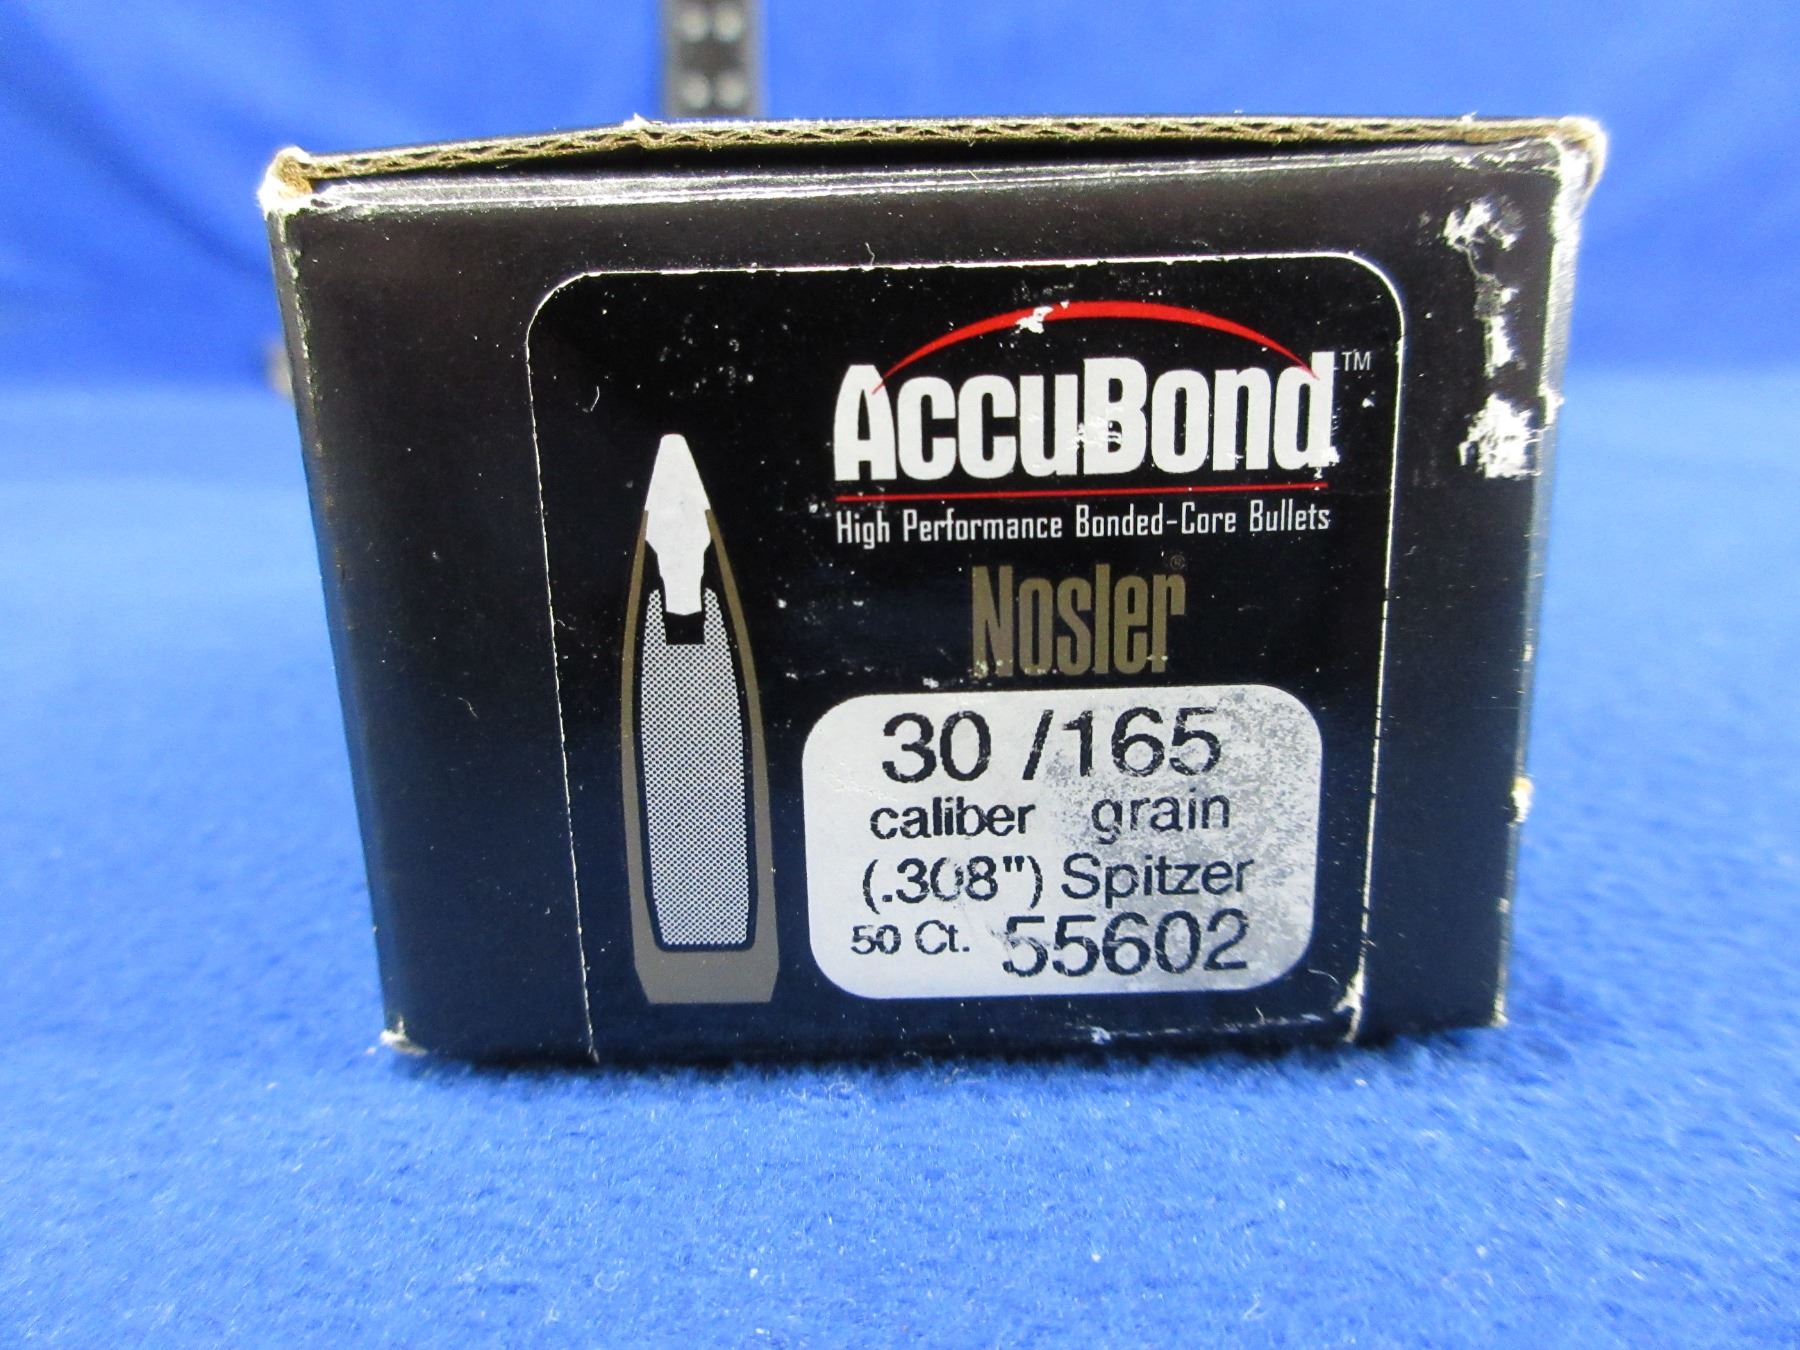 AccuBond™
High Performance Bonded-Core Bullets
Nosler®
30 / 165
caliber grain
(.308") Spitzer
50 Ct. 55602